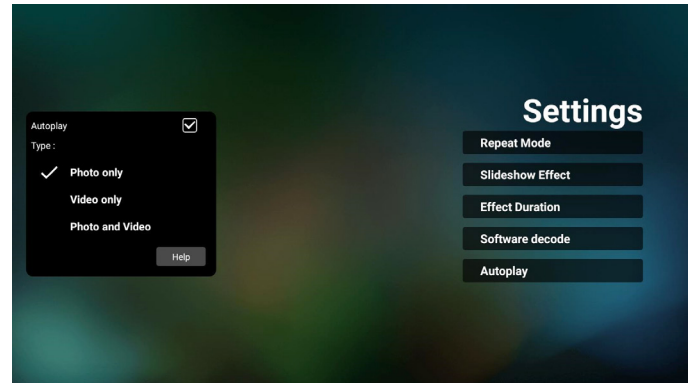 Autoplay
Type :
Photo only
Video only
Photo and Video
Help
Settings
Repeat Mode
Slideshow Effect
Effect Duration
Software decode
Autoplay